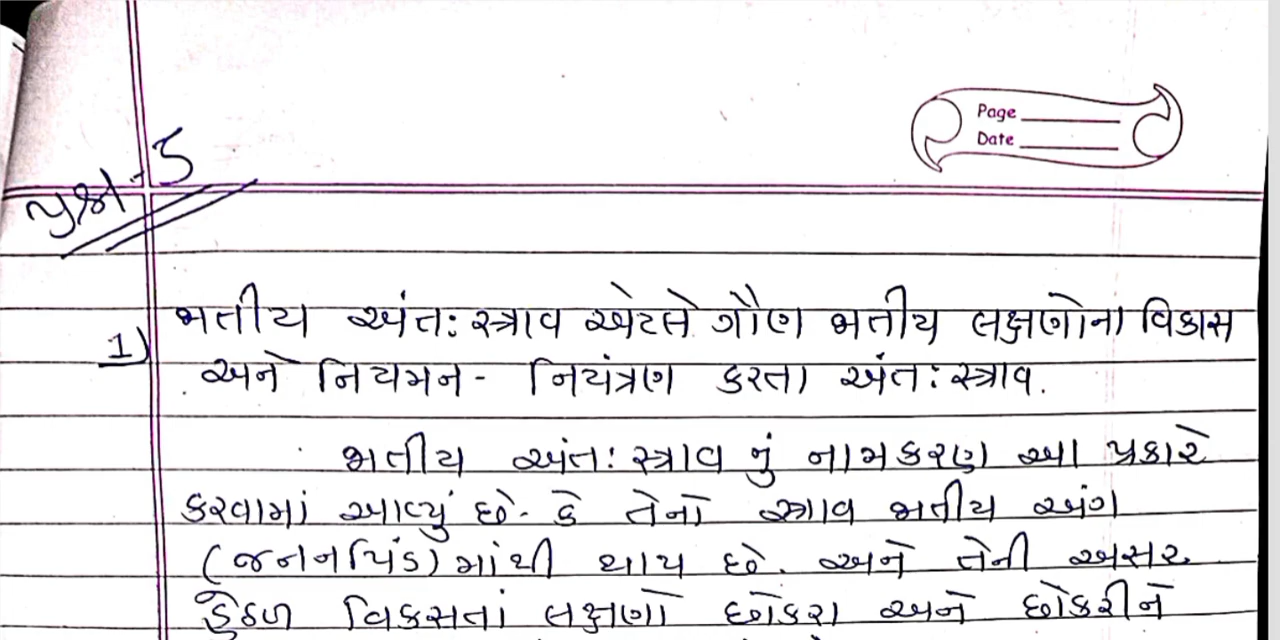 Page
Date
પ્રશ્ન-5
1) જાતીય અંતઃસ્ત્રાવ એટલે ગૌણ જાતીય લક્ષણોના વિકાસ
અને નિયમન - નિયંત્રણ કરતા અંતઃસ્ત્રાવ.
જાતીય અંતઃસ્ત્રાવ નું નામકરણ આ પ્રકારે
કરવામાં આવ્યું છે. કે તેનો સ્ત્રાવ જાતીય અંગ
(જનનપિંડ) માંથી થાય છે. અને તેની અસર
હેઠળ વિકસતાં લક્ષણો છોકરા અને છોકરીને